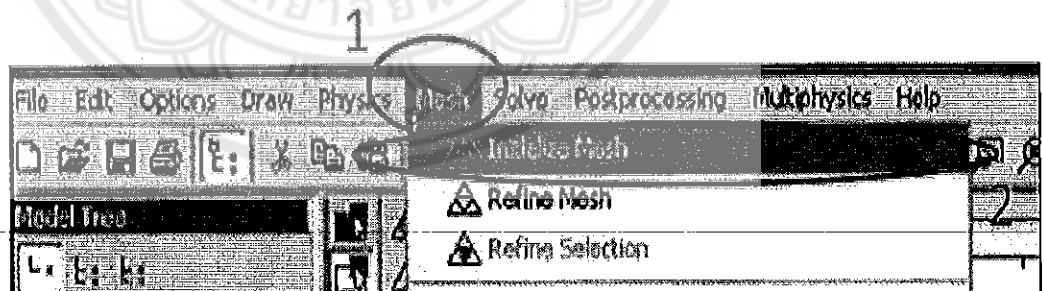 1
File Edit Options Draw Physics Mesh Solve Postprocessing Multiphysics Help
Initialize Mesh
Refine Mesh
2
Model Tree
Refine Selection